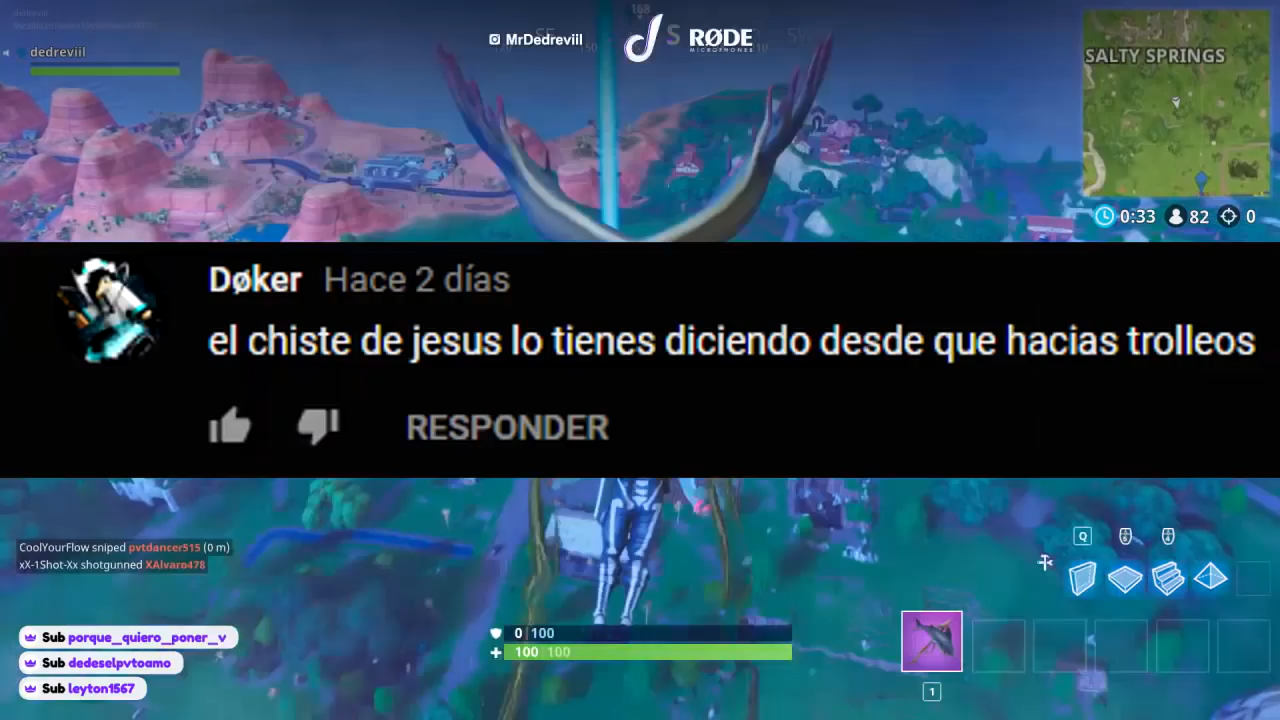 dedreviil
168
MrDedreviil
RØDE
MICROPHONES
SALTY SPRINGS
0:33 82 0
Døker Hace 2 días
el chiste de jesus lo tienes diciendo desde que hacias trolleos
RESPONDER
CoolYourFlow sniped pvtdancer515 (0 m)
xX-1Shot-Xx shotgunned XAlvaro478
Q
Sub porque_quiero_poner_v
Sub dedeselpvtoamo
Sub leyton1567
0 100
100 100
1